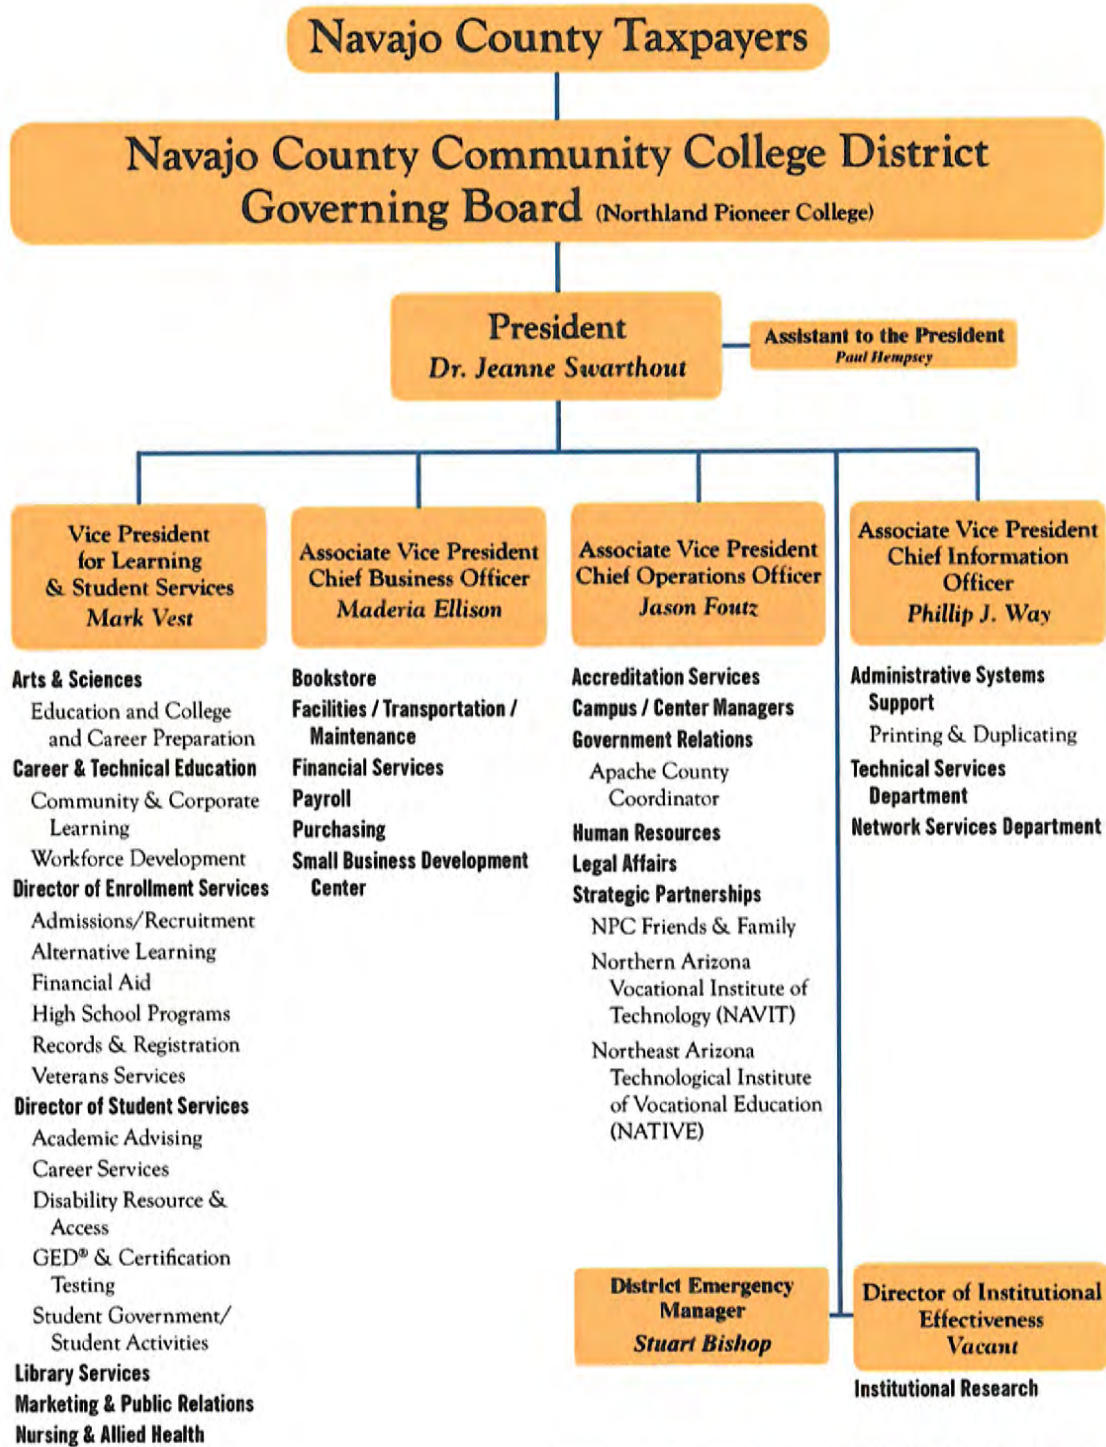 Navajo County Taxpayers
Navajo County Community College District
Governing Board (Northland Pioneer College)
President
Dr. Jeanne Swarthout
Assistant to the President
Paul Hempsey
Vice President
for Learning
& Student Services
Mark Vest
Arts & Sciences
Education and College
and Career Preparation
Career & Technical Education
Community & Corporate
Learning
Workforce Development
Director of Enrollment Services
Admissions/Recruitment
Alternative Learning
Financial Aid
High School Programs
Records & Registration
Veterans Services
Director of Student Services
Academic Advising
Career Services
Disability Resource &
Access
GED® & Certification
Testing
Student Government/
Student Activities
Library Services
Marketing & Public Relations
Nursing & Allied Health
Associate Vice President
Chief Business Officer
Maderia Ellison
Bookstore
Facilities / Transportation /
Maintenance
Financial Services
Payroll
Purchasing
Small Business Development
Center
Associate Vice President
Chief Operations Officer
Jason Foutz
Accreditation Services
Campus / Center Managers
Government Relations
Apache County
Coordinator
Human Resources
Legal Affairs
Strategic Partnerships
NPC Friends & Family
Northern Arizona
Vocational Institute of
Technology (NAVIT)
Northeast Arizona
Technological Institute
of Vocational Education
(NATIVE)
Associate Vice President
Chief Information
Officer
Phillip J. Way
Administrative Systems
Support
Printing & Duplicating
Technical Services
Department
Network Services Department
District Emergency
Manager
Stuart Bishop
Director of Institutional
Effectiveness
Vacant
Institutional Research